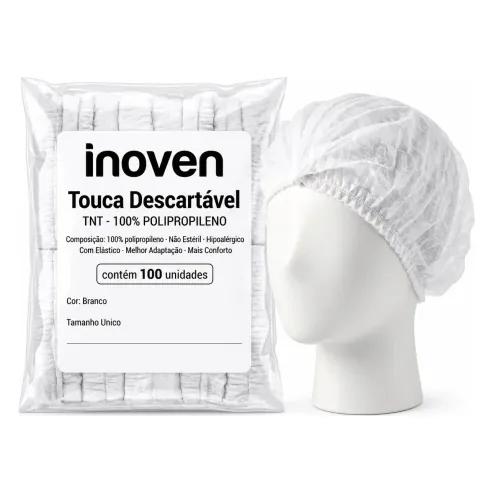 inoven
Touca Descartável
TNT - 100% POLIPROPILENO
Composição: 100% polipropileno - Não Estéril - Hipoalérgico
Com Elástico - Melhor Adaptação - Mais Conforto
contém 100 unidades
Cor: Branco
Tamanho Unico